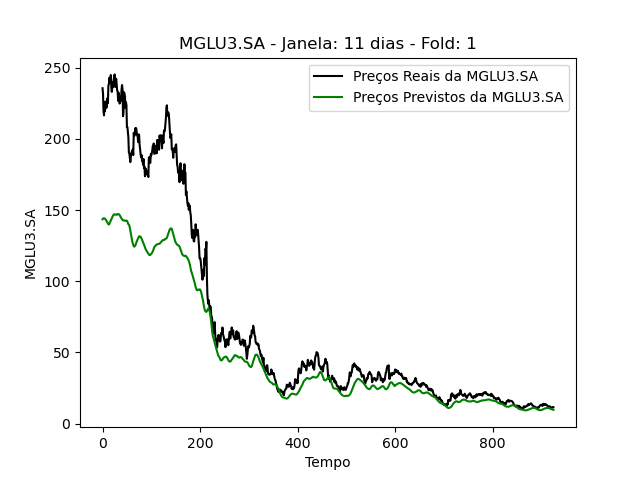 MGLU3.SA - Janela: 11 dias - Fold: 1
Preços Reais da MGLU3.SA
Preços Previstos da MGLU3.SA
250
200
150
100
50
0
MGLU3.SA
0 200 400 600 800
Tempo